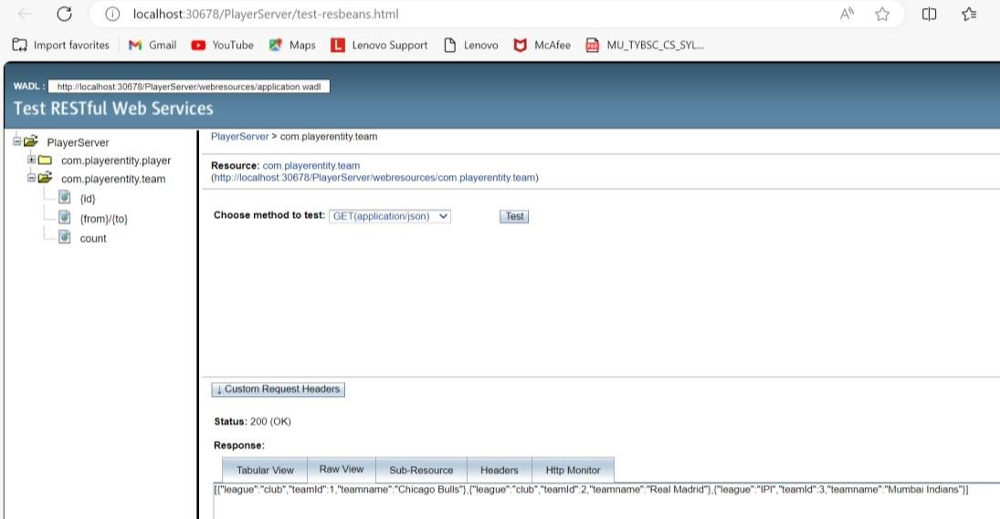 localhost:30678/PlayerServer/test-resbeans.html
Import favorites Gmail YouTube Maps L Lenovo Support Lenovo McAfee MU_TYBSC_CS_SYL...
WADL : http://localhost:30678/PlayerServer/webresources/application.wadl
Test RESTful Web Services
PlayerServer
com.playerentity.player
com.playerentity.team
{id}
{from}/{to}
count
PlayerServer > com.playerentity.team
Resource: com.playerentity.team
(http://localhost:30678/PlayerServer/webresources/com.playerentity.team)
Choose method to test: GET(application/json) Test
↓ Custom Request Headers
Status: 200 (OK)
Response:
Tabular View Raw View Sub-Resource Headers Http Monitor
[{"league":"club","teamId":1,"teamname":"Chicago Bulls"},{"league":"club","teamId":2,"teamname":"Real Madrid"},{"league":"IPl","teamId":3,"teamname":"Mumbai Indians"}]